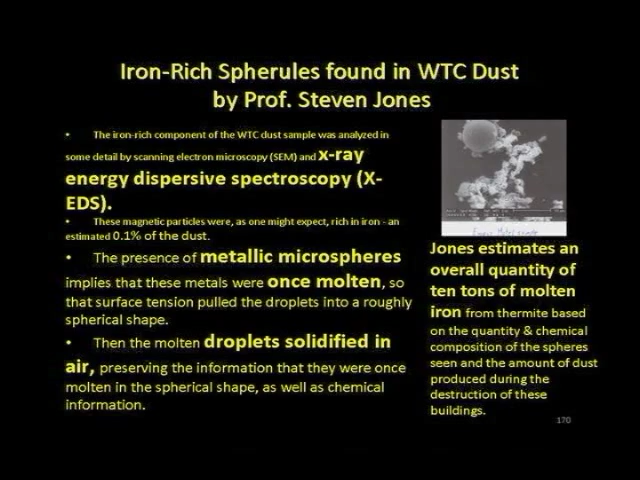 Iron-Rich Spherules found in WTC Dust
by Prof. Steven Jones
• The iron-rich component of the WTC dust sample was analyzed in
some detail by scanning electron microscopy (SEM) and x-ray
energy dispersive spectroscopy (X-
EDS).
• These magnetic particles were, as one might expect, rich in iron - an
estimated 0.1% of the dust.
• The presence of metallic microspheres
implies that these metals were once molten, so
that surface tension pulled the droplets into a roughly
spherical shape.
• Then the molten droplets solidified in
air, preserving the information that they were once
molten in the spherical shape, as well as chemical
information.
Jones estimates an
overall quantity of
ten tons of molten
iron from thermite based
on the quantity & chemical
composition of the spheres
seen and the amount of dust
produced during the
destruction of these
buildings.
170